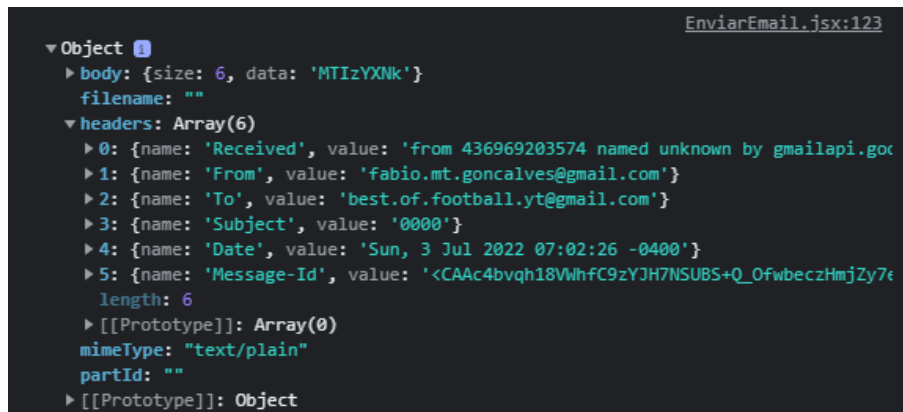 EnviarEmail.jsx:123
▼Object i
▶body: {size: 6, data: 'MTIzYXNk'}
filename: ""
▼headers: Array(6)
▶0: {name: 'Received', value: 'from 436969203574 named unknown by gmailapi.goo
▶1: {name: 'From', value: 'fabio.mt.goncalves@gmail.com'}
▶2: {name: 'To', value: 'best.of.football.yt@gmail.com'}
▶3: {name: 'Subject', value: '0000'}
▶4: {name: 'Date', value: 'Sun, 3 Jul 2022 07:02:26 -0400'}
▶5: {name: 'Message-Id', value: '<CAAc4bvqh18VWhfC9zYJH7NSUBS+Q_OfwbeczHmjZy7e
length: 6
▶[[Prototype]]: Array(0)
mimeType: "text/plain"
partId: ""
▶[[Prototype]]: Object